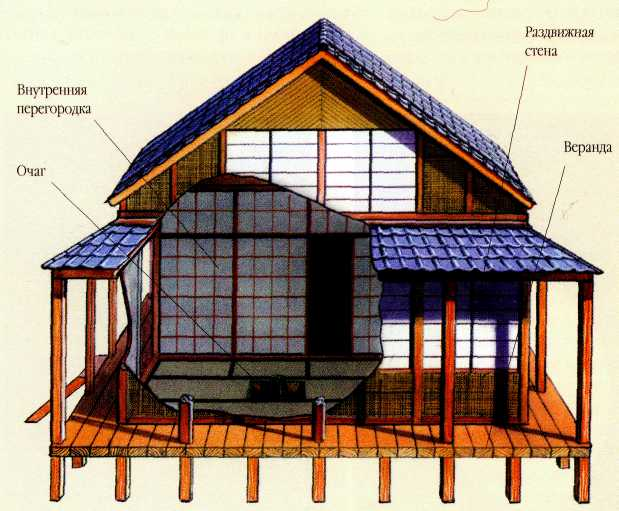 Раздвижная
стена
Внутренняя
перегородка
Веранда
Очаг